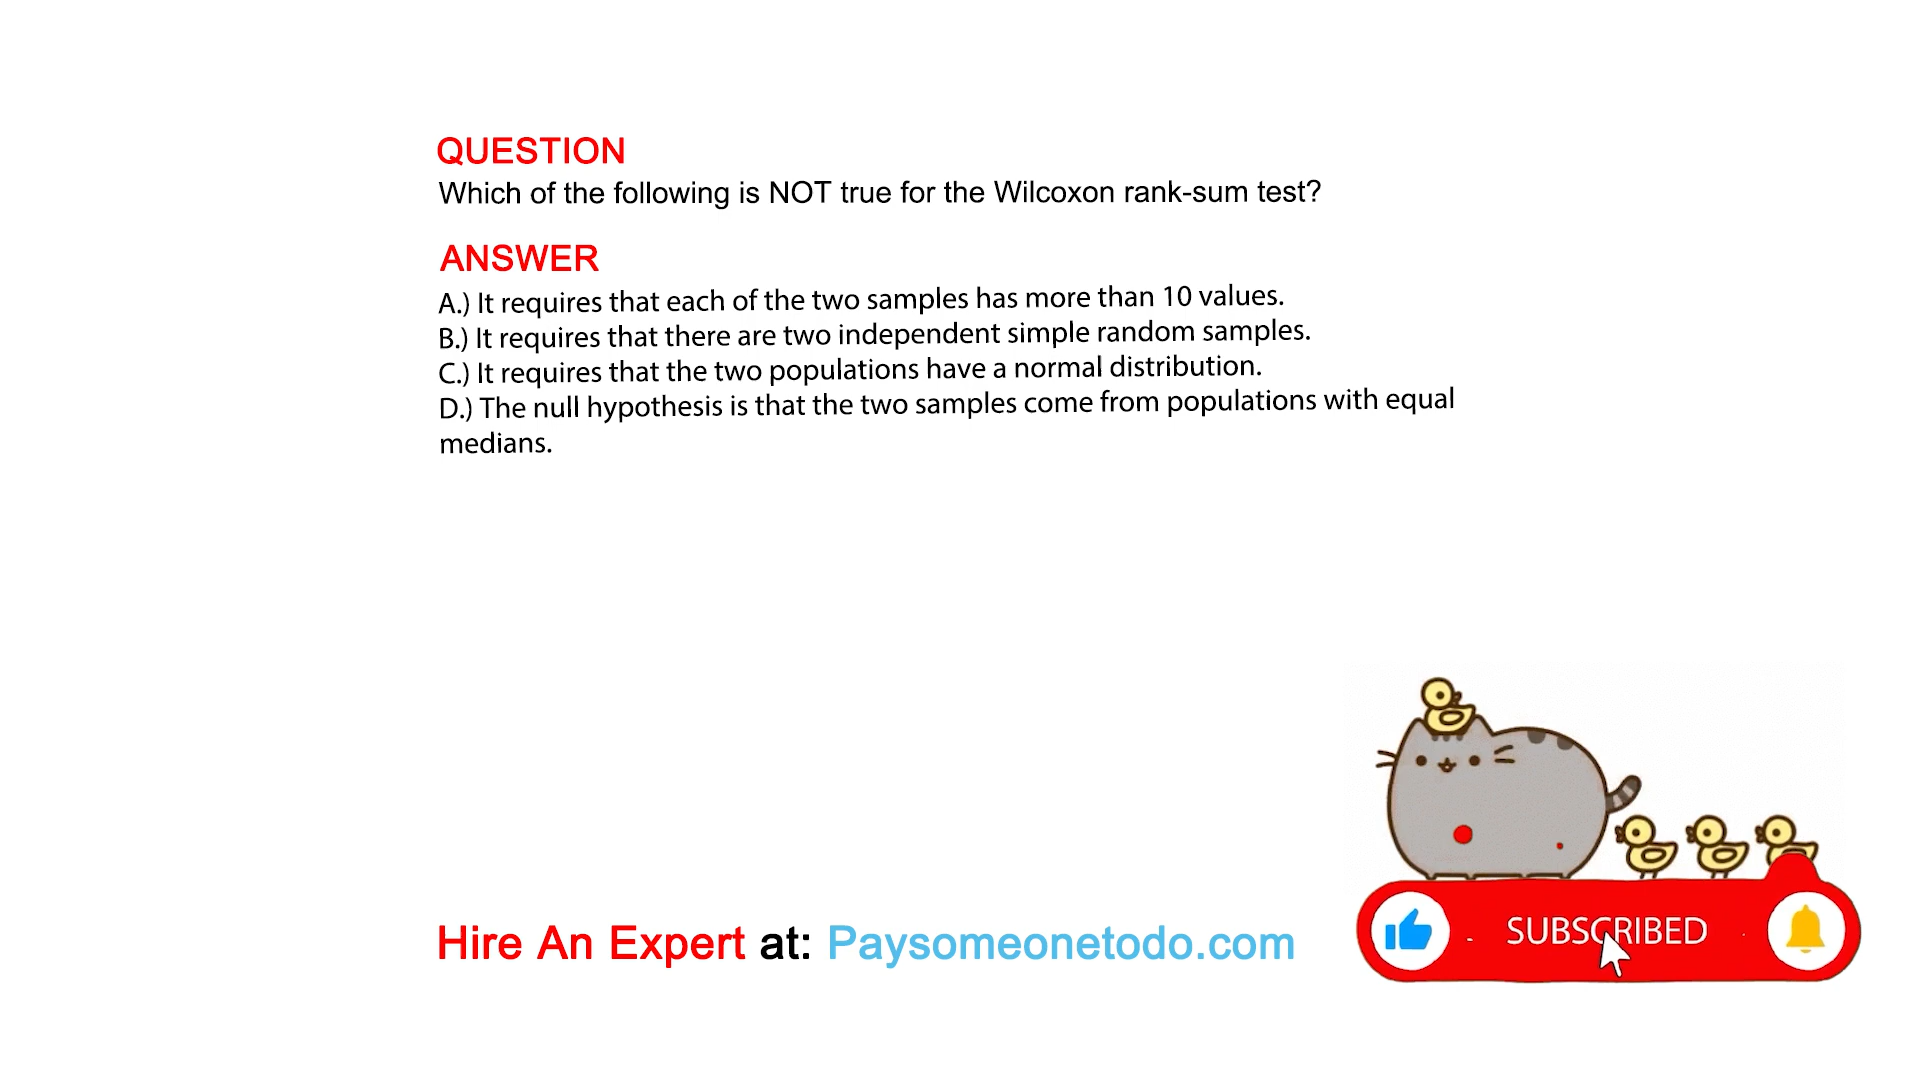 QUESTION
Which of the following is NOT true for the Wilcoxon rank-sum test?
ANSWER
A.) It requires that each of the two samples has more than 10 values.
B.) It requires that there are two independent simple random samples.
C.) It requires that the two populations have a normal distribution.
D.) The null hypothesis is that the two samples come from populations with equal
medians.
Hire An Expert at: Paysomeonetodo.com
SUBSCRIBED